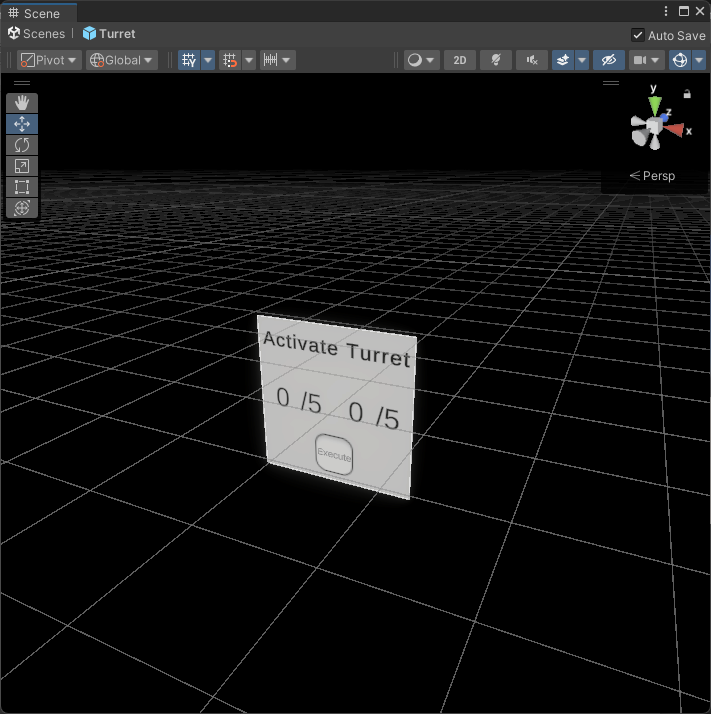 Scene
Scenes
Turret
Auto Save
Pivot
Global
2D
y
z
x
Persp
Activate Turret
0 /5 0 /5
Execute